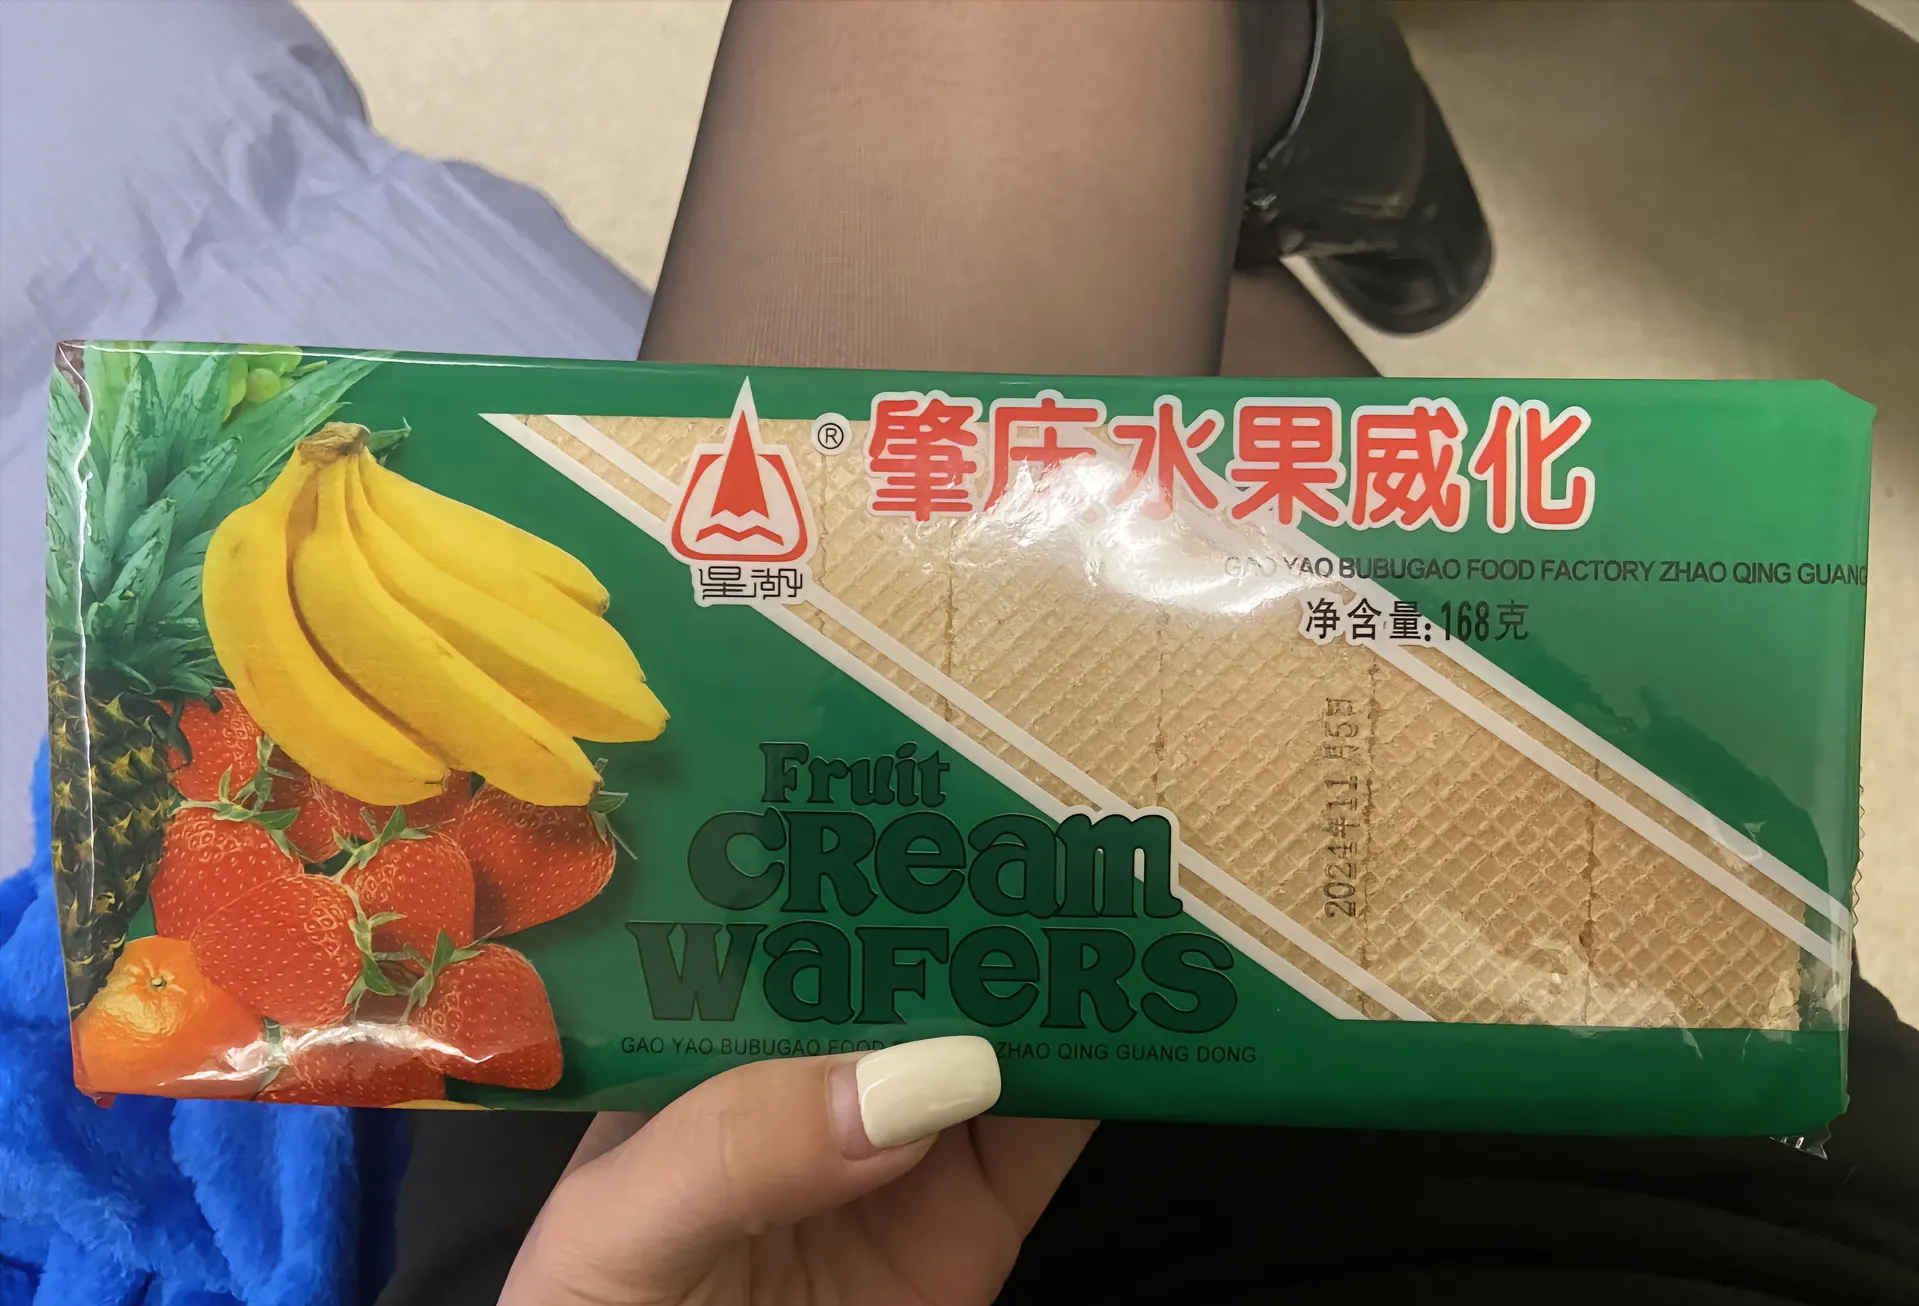 ®
肇庆水果威化
星湖
GAO YAO BUBUGAO FOOD FACTORY ZHAO QING GUANG
净含量:168克
2024年11月5日
Fruit
CReam
WaFeRS
GAO YAO BUBUGAO FOOD ZHAO QING GUANG DONG